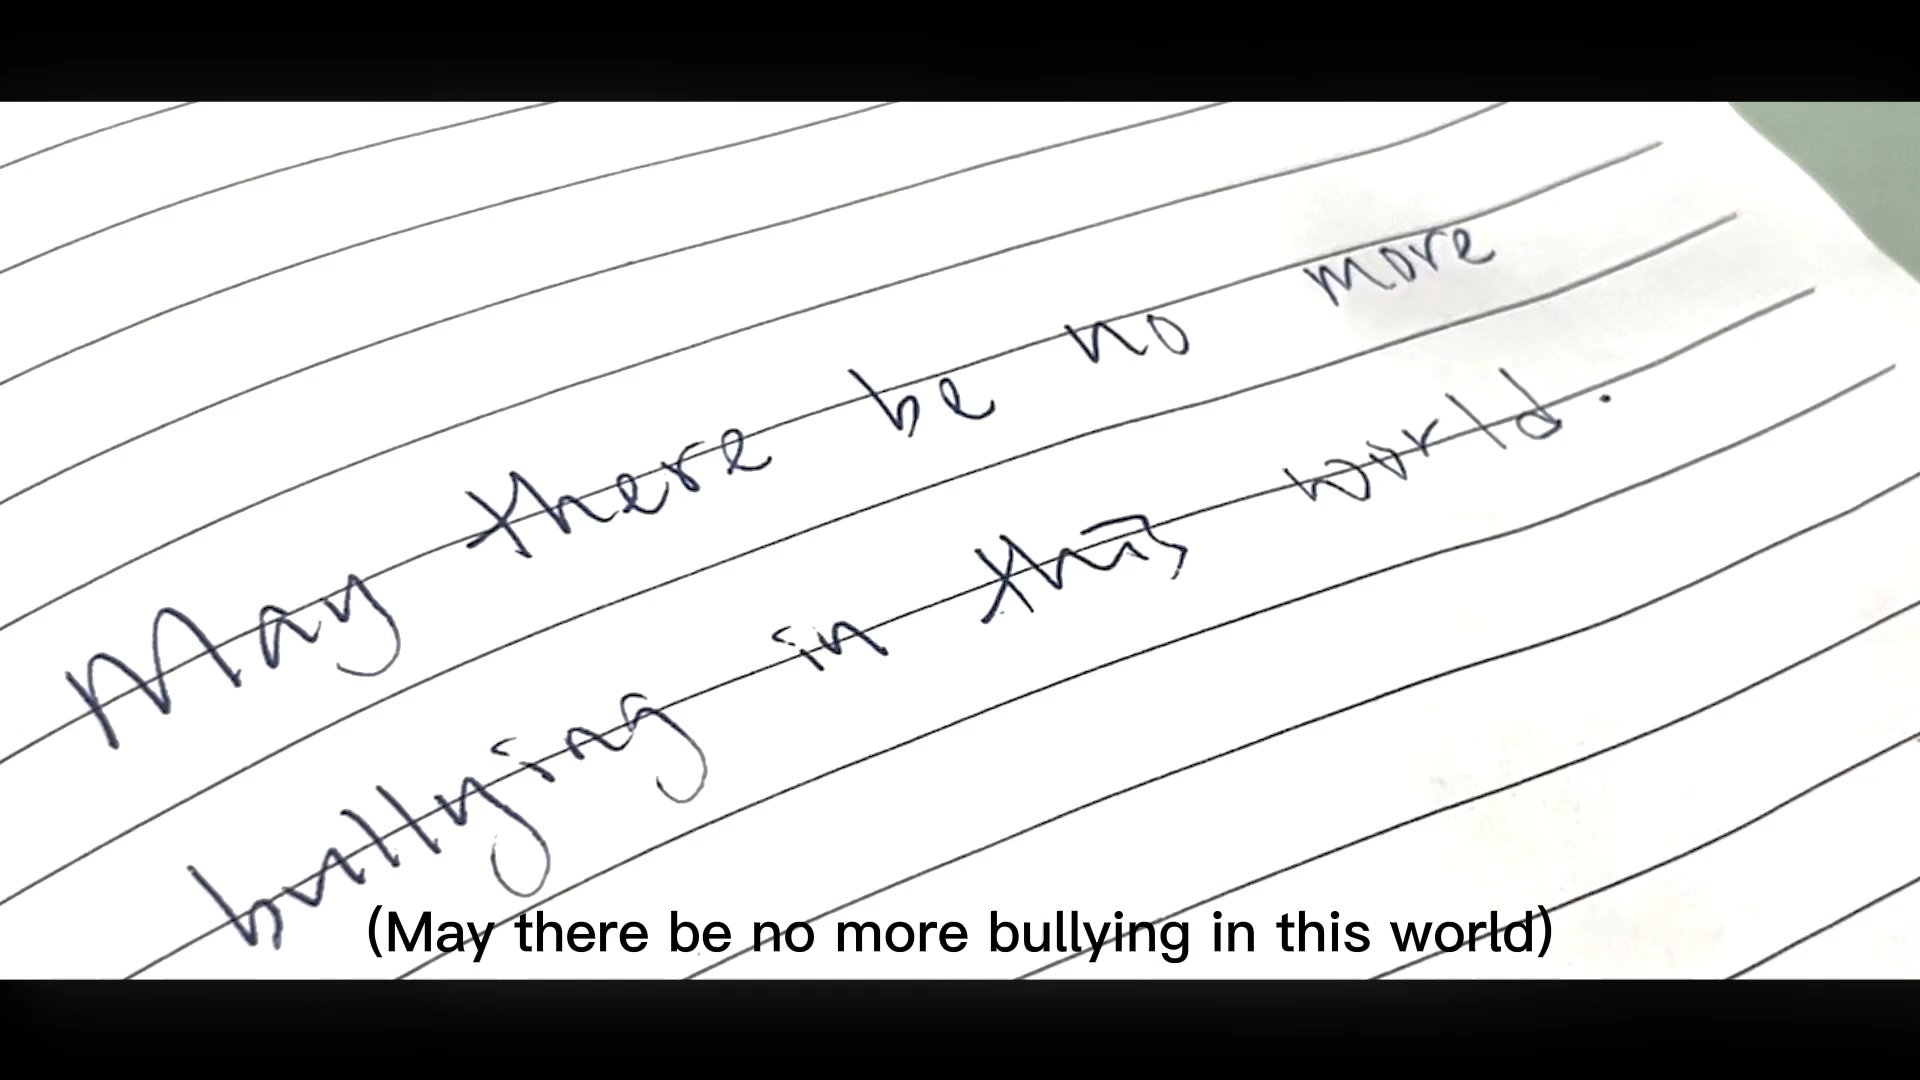 May there be no more
bullying in this world.
(May there be no more bullying in this world)